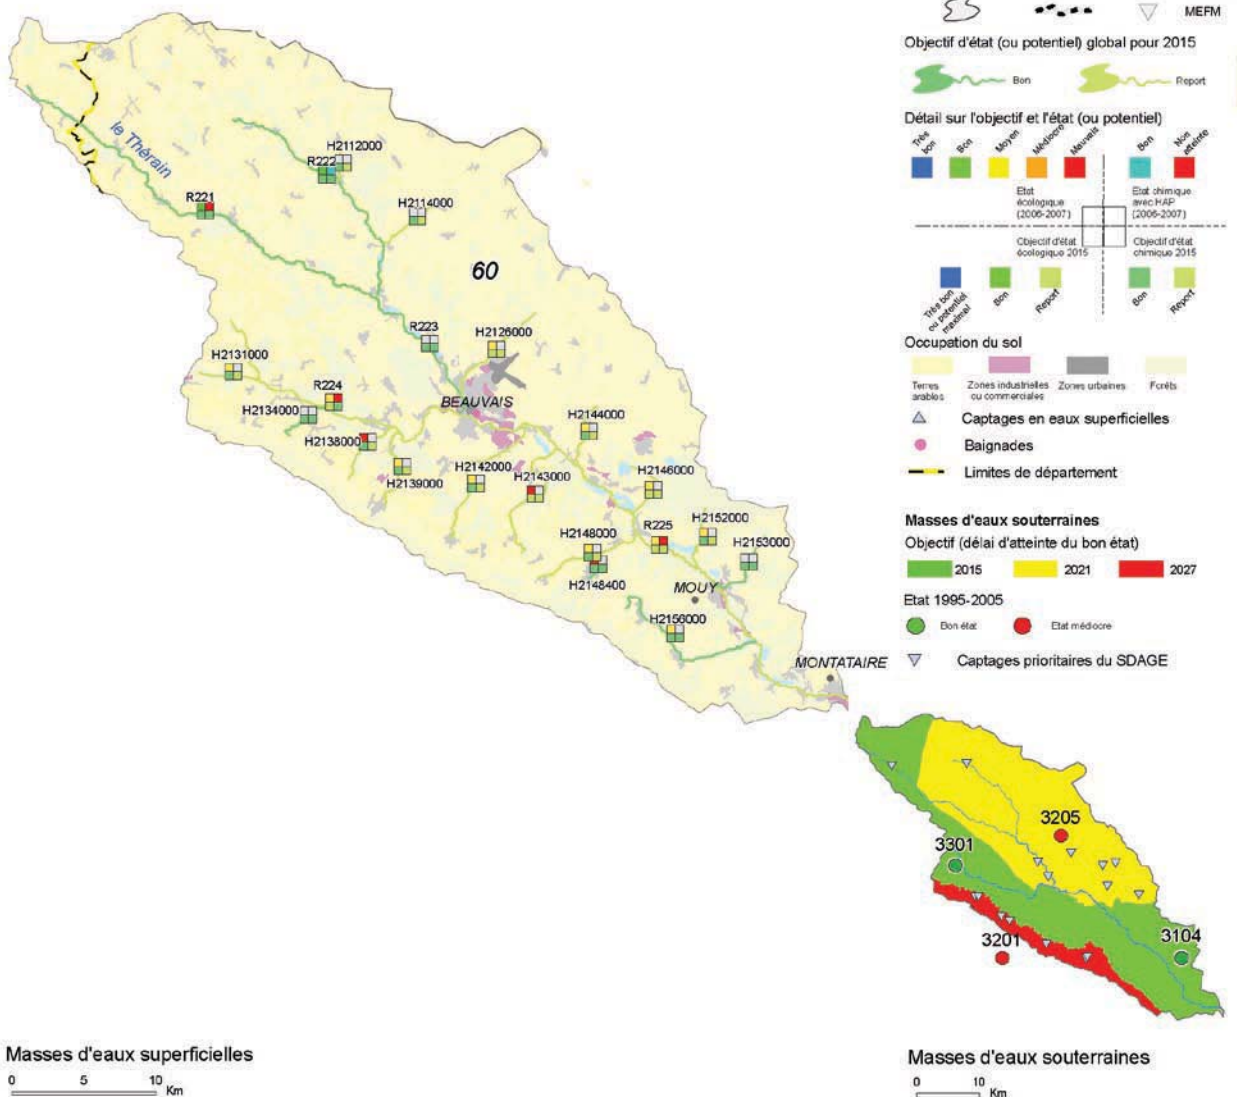 MEFM
Objectif d'état (ou potentiel) global pour 2015
Bon
Report
Détail sur l'objectif et l'état (ou potentiel)
Très bon
Bon
Moyen
Médiocre
Mauvais
Bon
Non atteinte
Etat écologique (2006-2007)
Etat chimique avec HAP (2006-2007)
Objectif d'état écologique 2015
Objectif d'état chimique 2015
Très bon ou potentiel maximal
Bon
Report
Bon
Report
Occupation du sol
Terres arables
Zones industrielles ou commerciales
Zones urbaines
Forêts
Captages en eaux superficielles
Baignades
Limites de département
Masses d'eaux souterraines
Objectif (délai d'atteinte du bon état)
2015
2021
2027
Etat 1995-2005
Bon état
Etat médiocre
Captages prioritaires du SDAGE
le Thérain
H2112000
R222
R221
H2114000
60
R223
H2126000
H2131000
R224
BEAUVAIS
H2134000
H2144000
H2138000
H2142000
H2146000
H2139000
H2143000
R225
H2152000
H2148000
H2153000
H2148400
MOUY
H2156000
MONTATAIRE
3205
3301
3201
3104
Masses d'eaux superficielles
0 5 10 Km
Masses d'eaux souterraines
0 10 Km